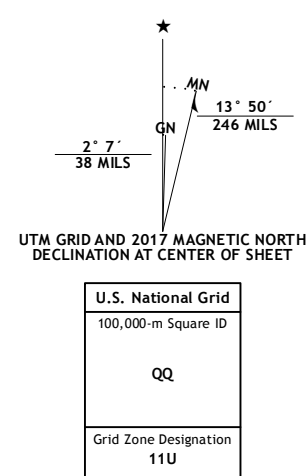 ★
MN
GN
13° 50´
246 MILS
2° 7´
38 MILS
UTM GRID AND 2017 MAGNETIC NORTH
DECLINATION AT CENTER OF SHEET
U.S. National Grid
100,000-m Square ID
QQ
Grid Zone Designation
11U